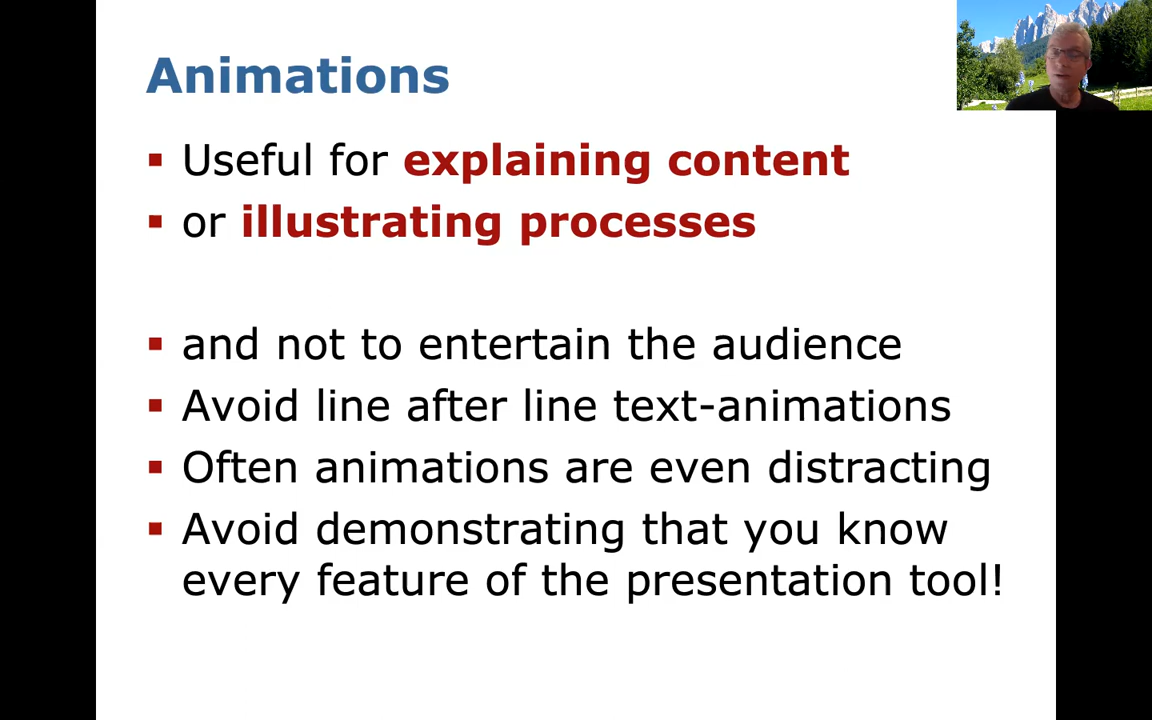 Animations
▪ Useful for explaining content
▪ or illustrating processes
▪ and not to entertain the audience
▪ Avoid line after line text-animations
▪ Often animations are even distracting
▪ Avoid demonstrating that you know
every feature of the presentation tool!